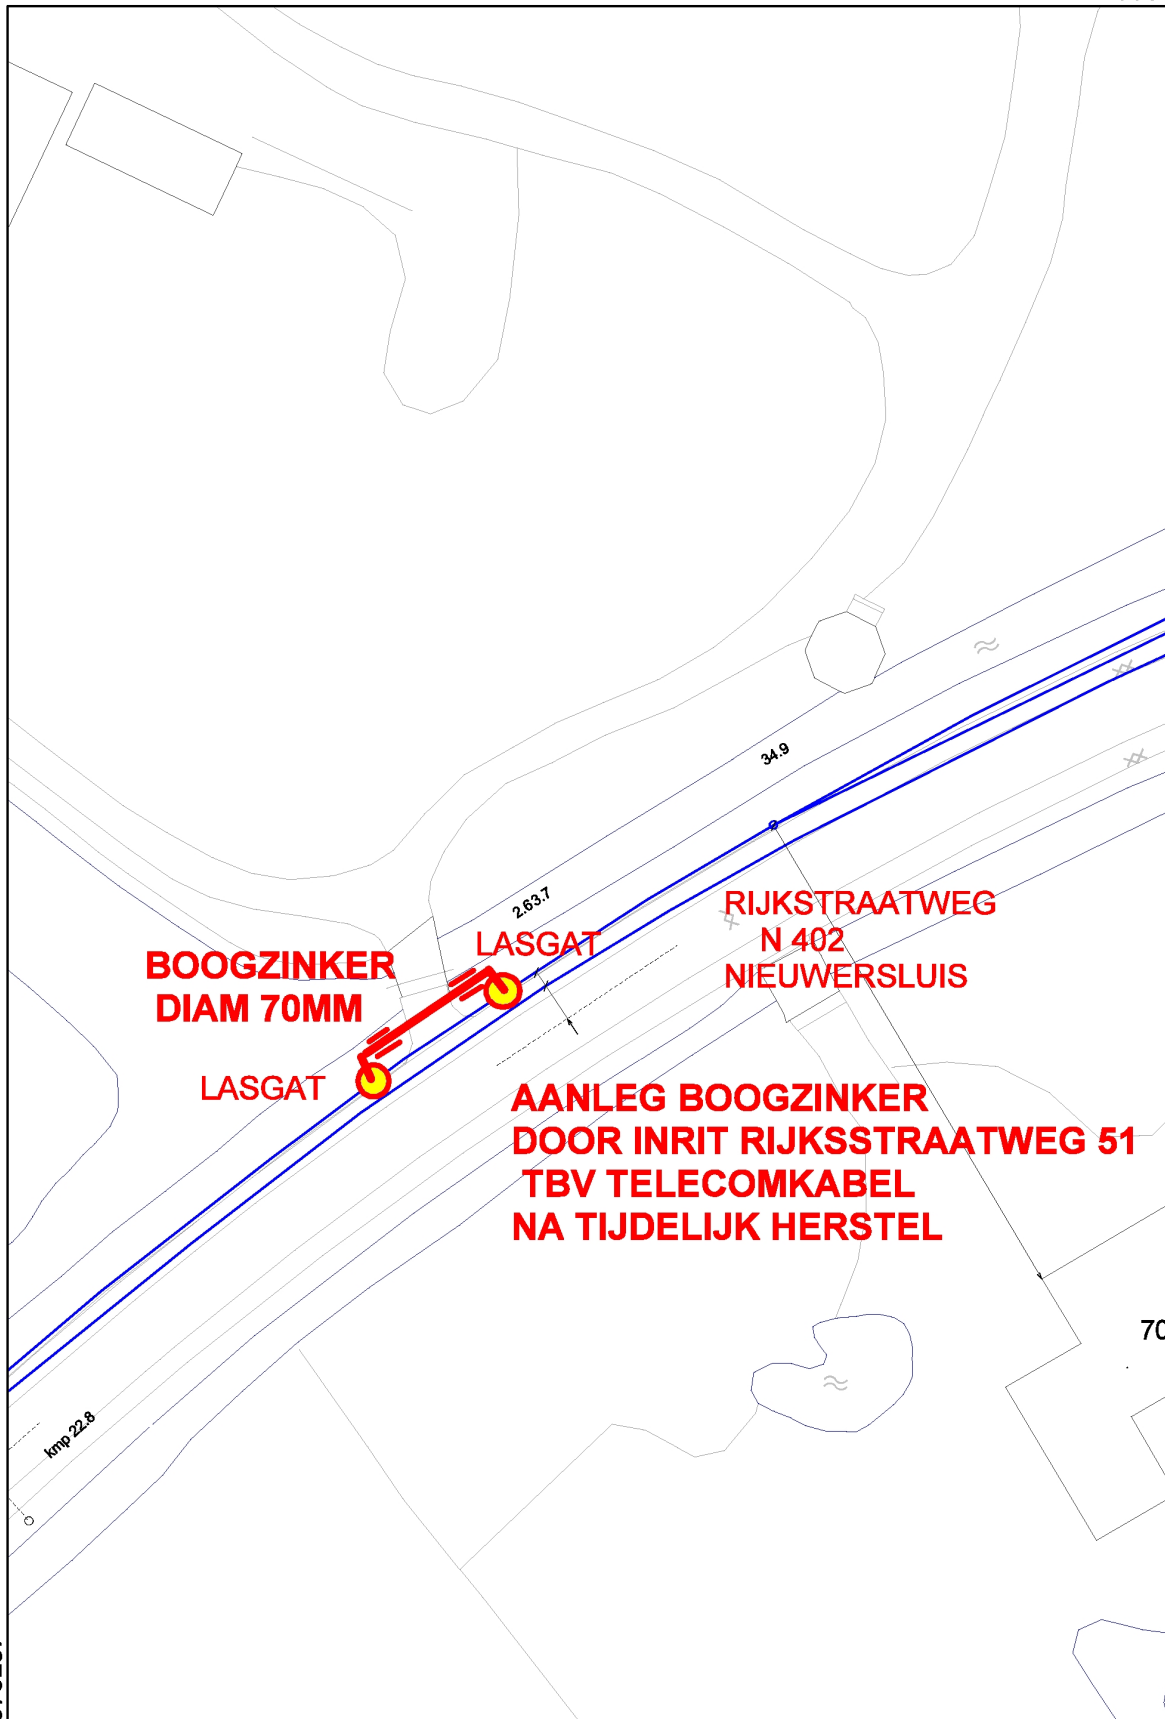 34.9
2.63.7
RIJKSTRAATWEG
N 402
NIEUWERSLUIS
LASGAT
BOOGZINKER
DIAM 70MM
LASGAT
AANLEG BOOGZINKER
DOOR INRIT RIJKSSTRAATWEG 51
TBV TELECOMKABEL
NA TIJDELIJK HERSTEL
70
kmp 22.8